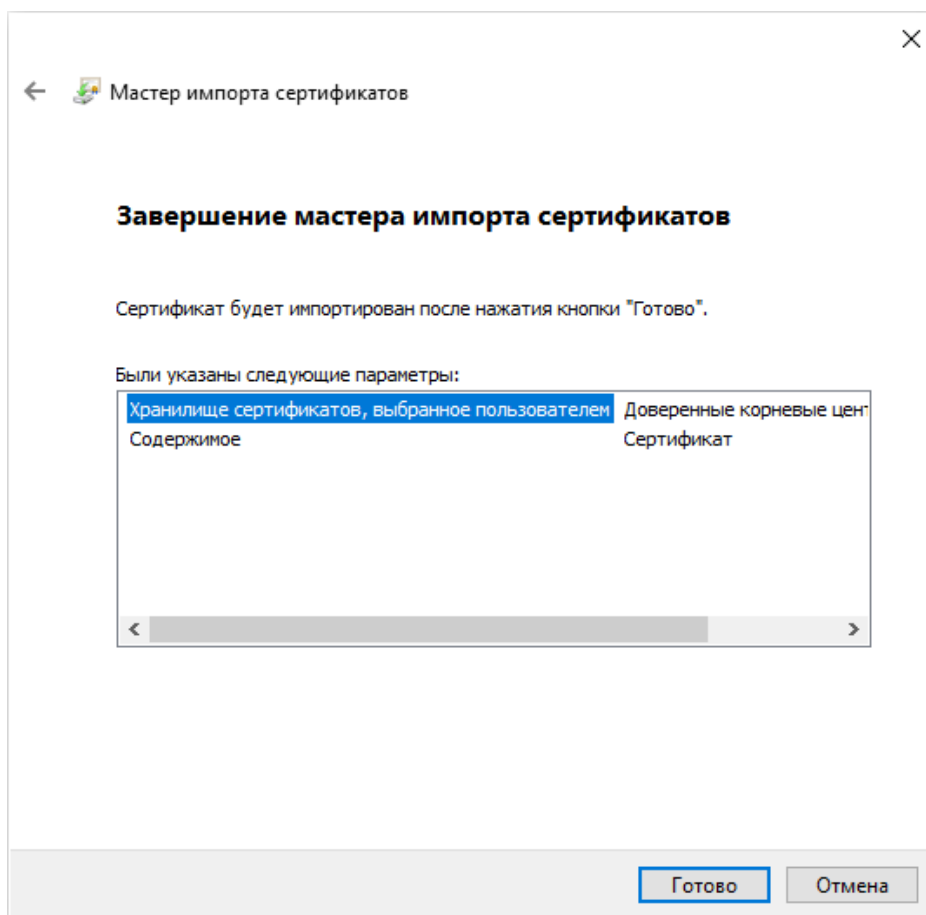 Мастер импорта сертификатов
Завершение мастера импорта сертификатов
Сертификат будет импортирован после нажатия кнопки "Готово".
Были указаны следующие параметры:
Хранилище сертификатов, выбранное пользователем Доверенные корневые цент
Содержимое Сертификат
Готово Отмена